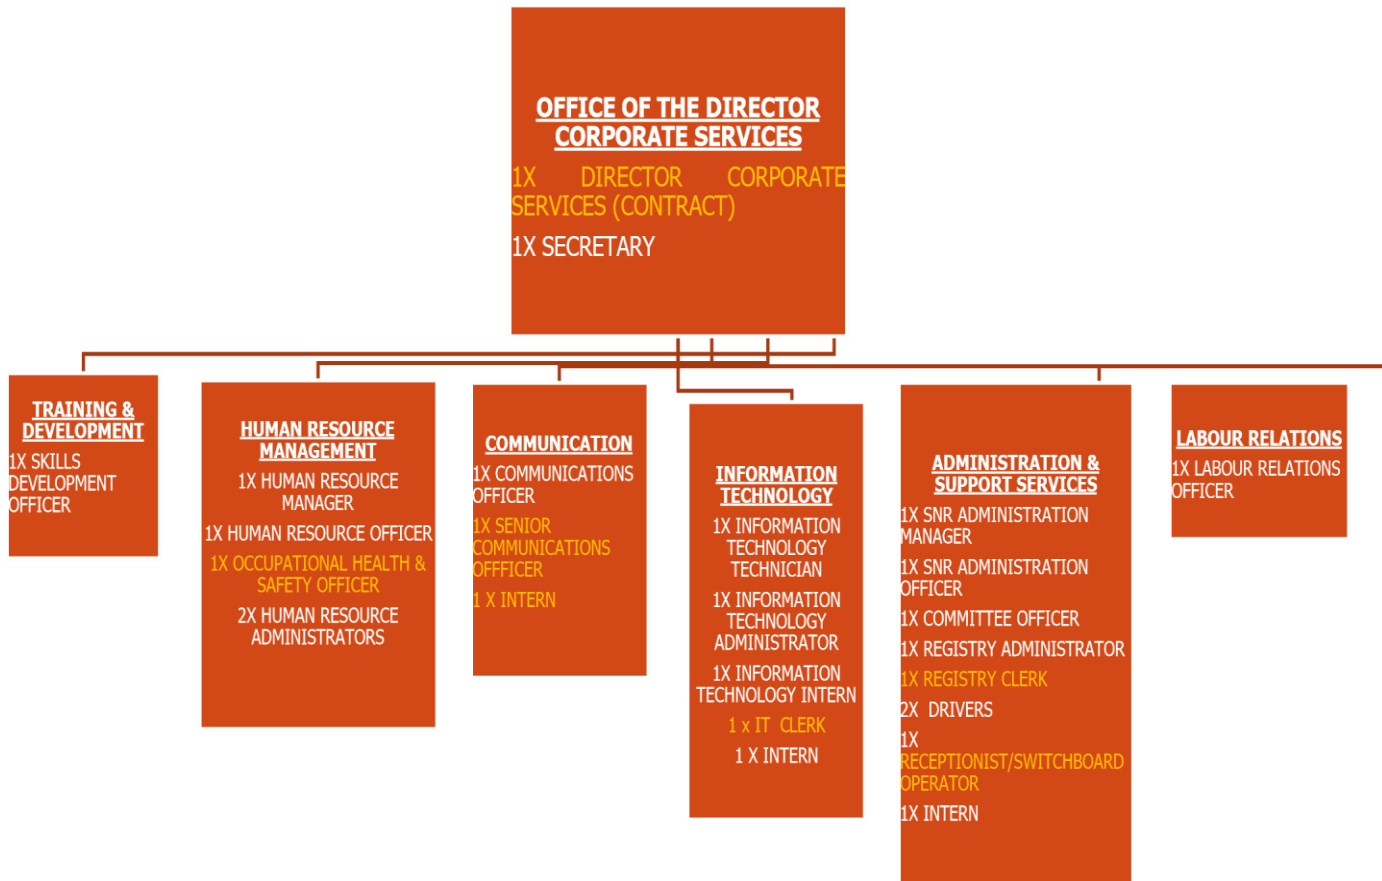 OFFICE OF THE DIRECTOR
CORPORATE SERVICES
1X DIRECTOR CORPORATE
SERVICES (CONTRACT)
1X SECRETARY
TRAINING &
DEVELOPMENT
1X SKILLS
DEVELOPMENT
OFFICER
HUMAN RESOURCE
MANAGEMENT
1X HUMAN RESOURCE
MANAGER
1X HUMAN RESOURCE OFFICER
1X OCCUPATIONAL HEALTH &
SAFETY OFFICER
2X HUMAN RESOURCE
ADMINISTRATORS
COMMUNICATION
1X COMMUNICATIONS
OFFICER
1X SENIOR
COMMUNICATIONS
OFFFICER
1 X INTERN
INFORMATION
TECHNOLOGY
1X INFORMATION
TECHNOLOGY
TECHNICIAN
1X INFORMATION
TECHNOLOGY
ADMINISTRATOR
1X INFORMATION
TECHNOLOGY INTERN
1 x IT CLERK
1 X INTERN
ADMINISTRATION &
SUPPORT SERVICES
1X SNR ADMINISTRATION
MANAGER
1X SNR ADMINISTRATION
OFFICER
1X COMMITTEE OFFICER
1X REGISTRY ADMINISTRATOR
1X REGISTRY CLERK
2X DRIVERS
1X
RECEPTIONIST/SWITCHBOARD
OPERATOR
1X INTERN
LABOUR RELATIONS
1X LABOUR RELATIONS
OFFICER